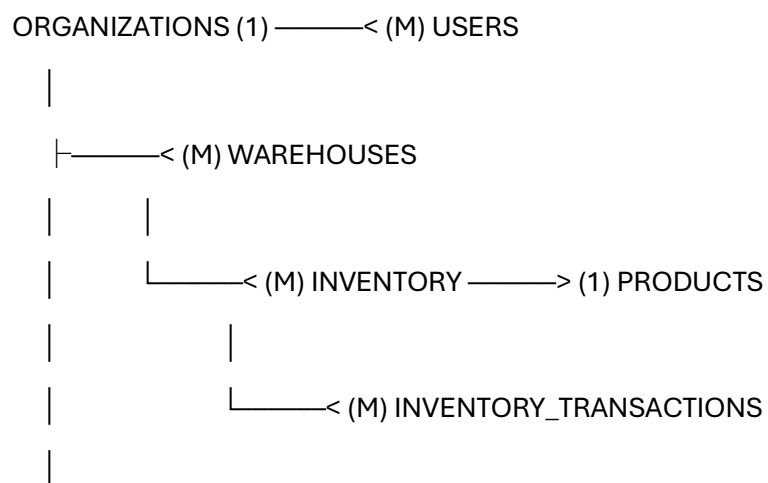 ORGANIZATIONS (1) ────< (M) USERS
│
├────< (M) WAREHOUSES
│ │
│ └────< (M) INVENTORY ────> (1) PRODUCTS
│ │
│ └────< (M) INVENTORY_TRANSACTIONS
│